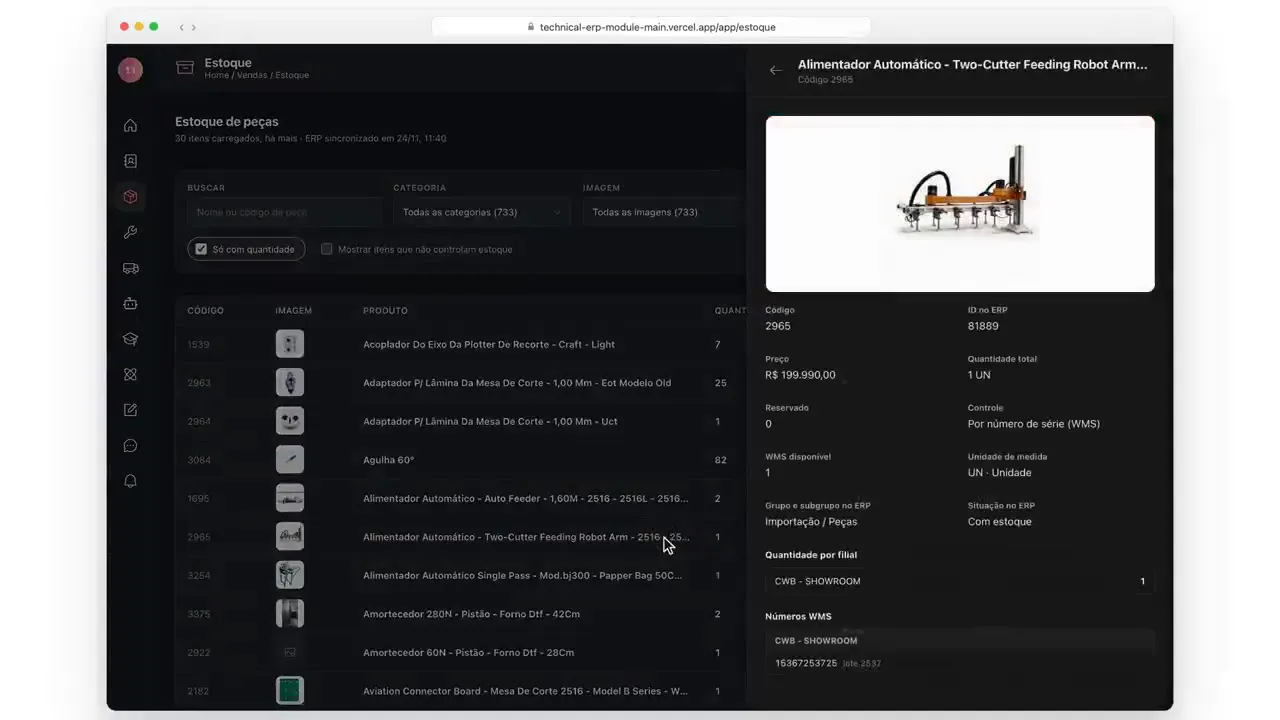 technical-erp-module-main.vercel.app/app/estoque
Estoque
Home / Vendas / Estoque
Estoque de peças
30 itens carregados, há mais · ERP sincronizado em 24/11, 11:40
BUSCAR
CATEGORIA
IMAGEM
Nome ou código da peça
Todas as categorias (733)
Todas as imagens (733)
Só com quantidade
Mostrar itens que não controlam estoque
CÓDIGO IMAGEM PRODUTO QUANT
1539 Acoplador Do Eixo Da Plotter De Recorte - Craft - Light 7
2963 Adaptador P/ Lâmina Da Mesa De Corte - 1,00 Mm - Eot Modelo Old 25
2964 Adaptador P/ Lâmina Da Mesa De Corte - 1,00 Mm - Uct 1
3084 Agulha 60° 82
1695 Alimentador Automático - Auto Feeder - 1,60M - 2516 - 2516L - 2516... 2
2965 Alimentador Automático - Two-Cutter Feeding Robot Arm - 2516 - 25... 1
3254 Alimentador Automático Single Pass - Mod.bj300 - Papper Bag 50C... 1
3375 Amortecedor 280N - Pistão - Forno Dtf - 42Cm 2
2922 Amortecedor 60N - Pistão - Forno Dtf - 28Cm 1
2182 Aviation Connector Board - Mesa De Corte 2516 - Model B Series - W... 1
Alimentador Automático - Two-Cutter Feeding Robot Arm...
Código 2965
Código
2965
ID no ERP
81889
Preço
R$ 199.990,00
Quantidade total
1 UN
Reservado
0
Controle
Por número de série (WMS)
WMS disponível
1
Unidade de medida
UN · Unidade
Grupo e subgrupo no ERP
Importação / Peças
Situação no ERP
Com estoque
Quantidade por filial
CWB - SHOWROOM 1
Números WMS
CWB - SHOWROOM
15367253725 lote 2537